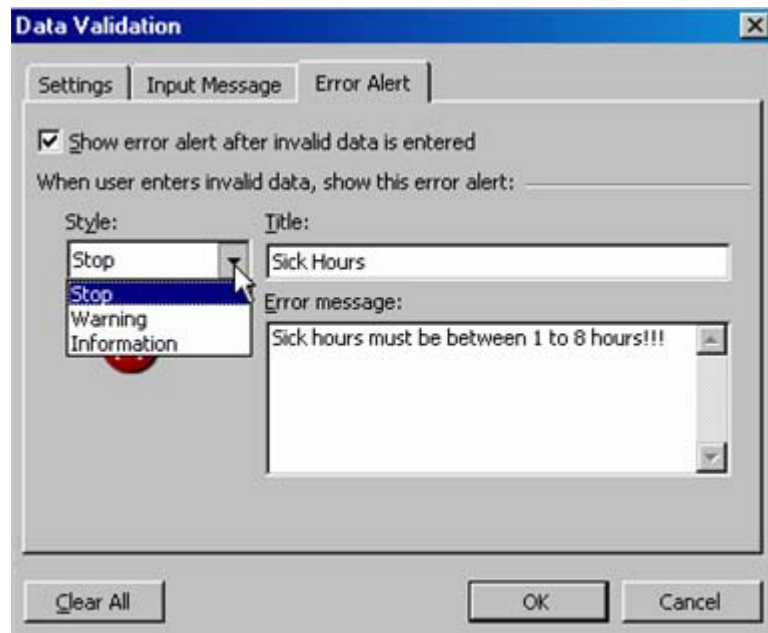 Data Validation
Settings
Input Message
Error Alert
Show error alert after invalid data is entered
When user enters invalid data, show this error alert:
Style:
Title:
Stop
Sick Hours
Stop
Warning
Information
Error message:
Sick hours must be between 1 to 8 hours!!!
Clear All
OK
Cancel